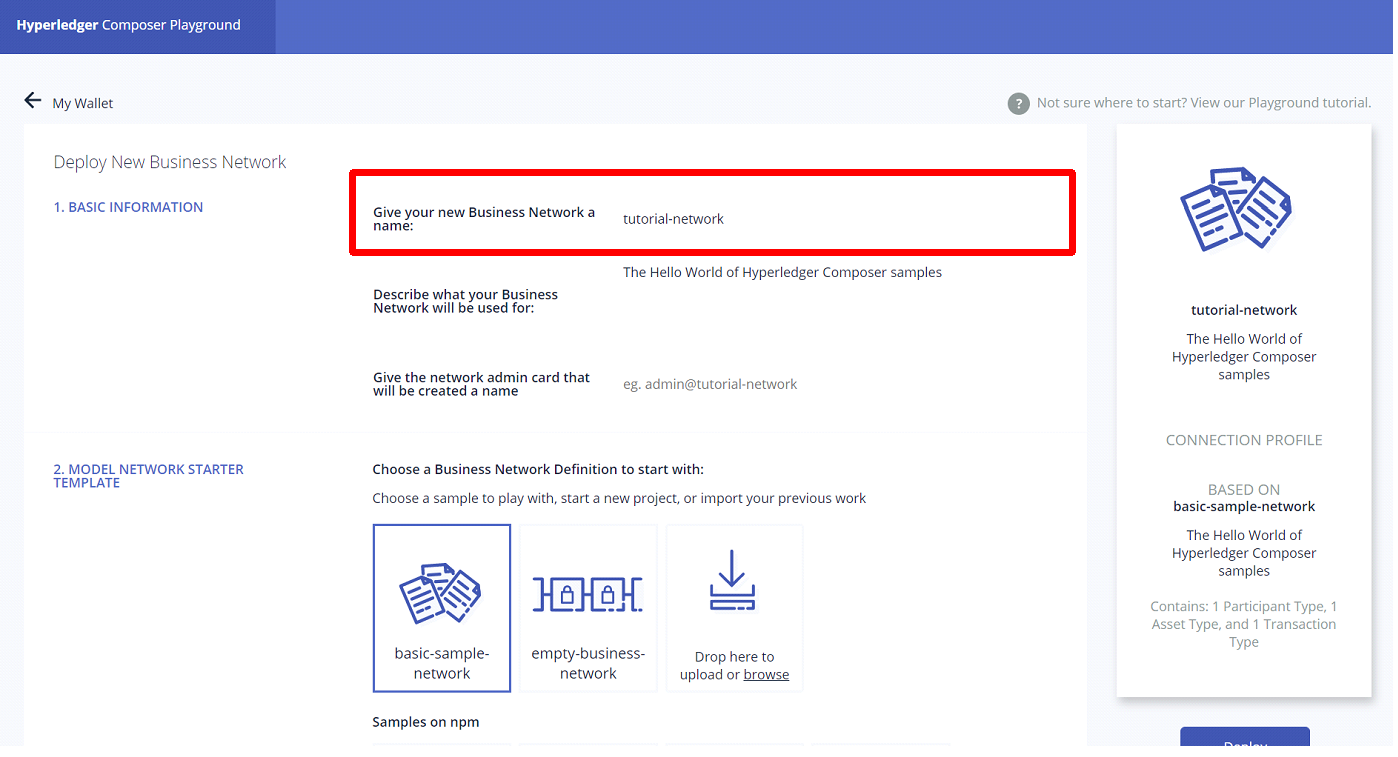 Hyperledger Composer Playground
My Wallet
? Not sure where to start? View our Playground tutorial.
Deploy New Business Network
1. BASIC INFORMATION
Give your new Business Network a
name:
tutorial-network
The Hello World of Hyperledger Composer samples
Describe what your Business
Network will be used for:
Give the network admin card that
will be created a name
eg. admin@tutorial-network
2. MODEL NETWORK STARTER
TEMPLATE
Choose a Business Network Definition to start with:
Choose a sample to play with, start a new project, or import your previous work
basic-sample-
network
empty-business-
network
Drop here to
upload or browse
Samples on npm
tutorial-network
The Hello World of
Hyperledger Composer
samples
CONNECTION PROFILE
BASED ON
basic-sample-network
The Hello World of
Hyperledger Composer
samples
Contains: 1 Participant Type, 1
Asset Type, and 1 Transaction
Type
Deploy